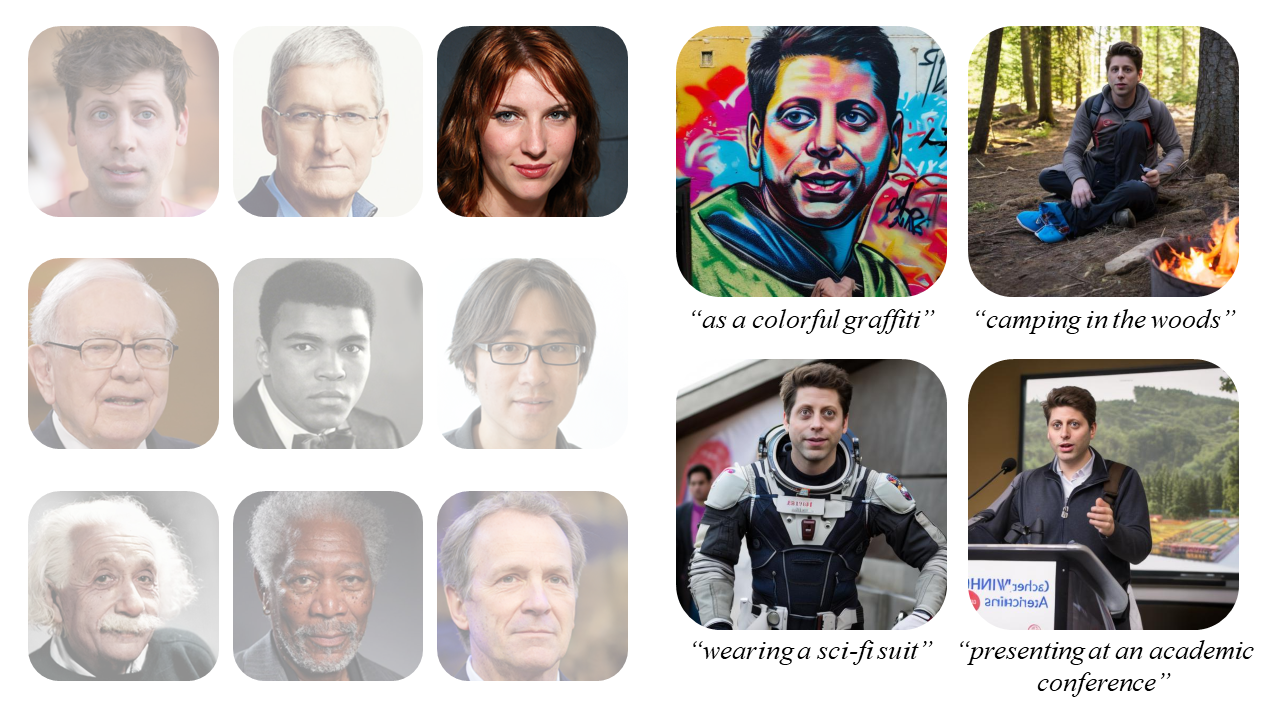 “as a colorful graffiti”
“camping in the woods”
“wearing a sci-fi suit”
“presenting at an academic
conference”